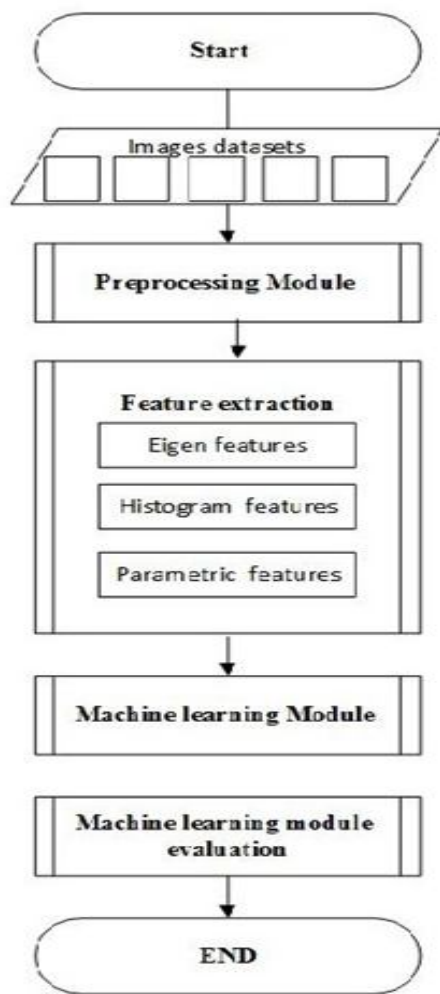 Start
Images datasets
Preprocessing Module
Feature extraction
Eigen features
Histogram features
Parametric features
Machine learning Module
Machine learning module
evaluation
END